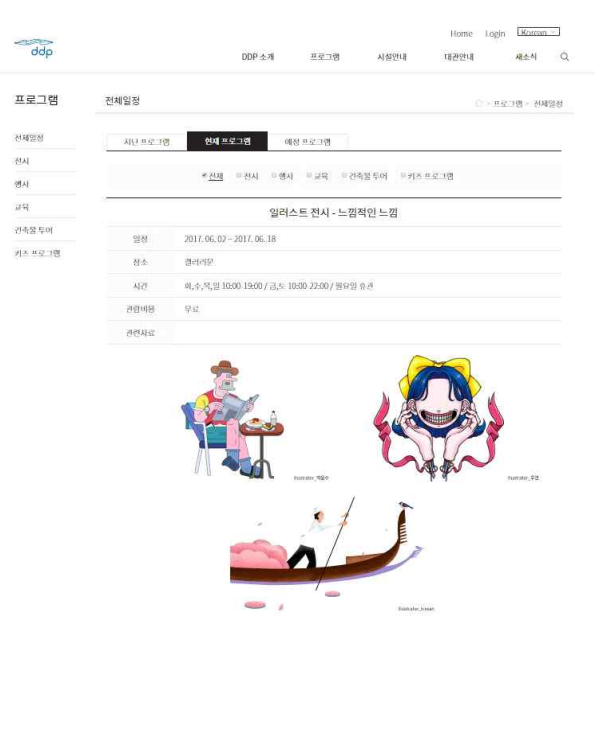 Home Login Korean
ddp
DDP 소개 프로그램 시설안내 대관안내 새소식
프로그램
전체일정
> 프로그램 > 전체일정
전체일정
전시
행사
교육
건축물 투어
키즈 프로그램
지난 프로그램 현재 프로그램 예정 프로그램
전체 전시 행사 교육 건축물 투어 키즈 프로그램
일러스트 전시 - 느낌적인 느낌
일정 2017. 06. 02 ~ 2017. 06. 18
장소 갤러리문
시간 화,수,목,일 10:00-19:00 / 금,토 10:00-22:00 / 월요일 휴관
관람비용 무료
관련자료
illustrator_
illustrator_
illustrator_